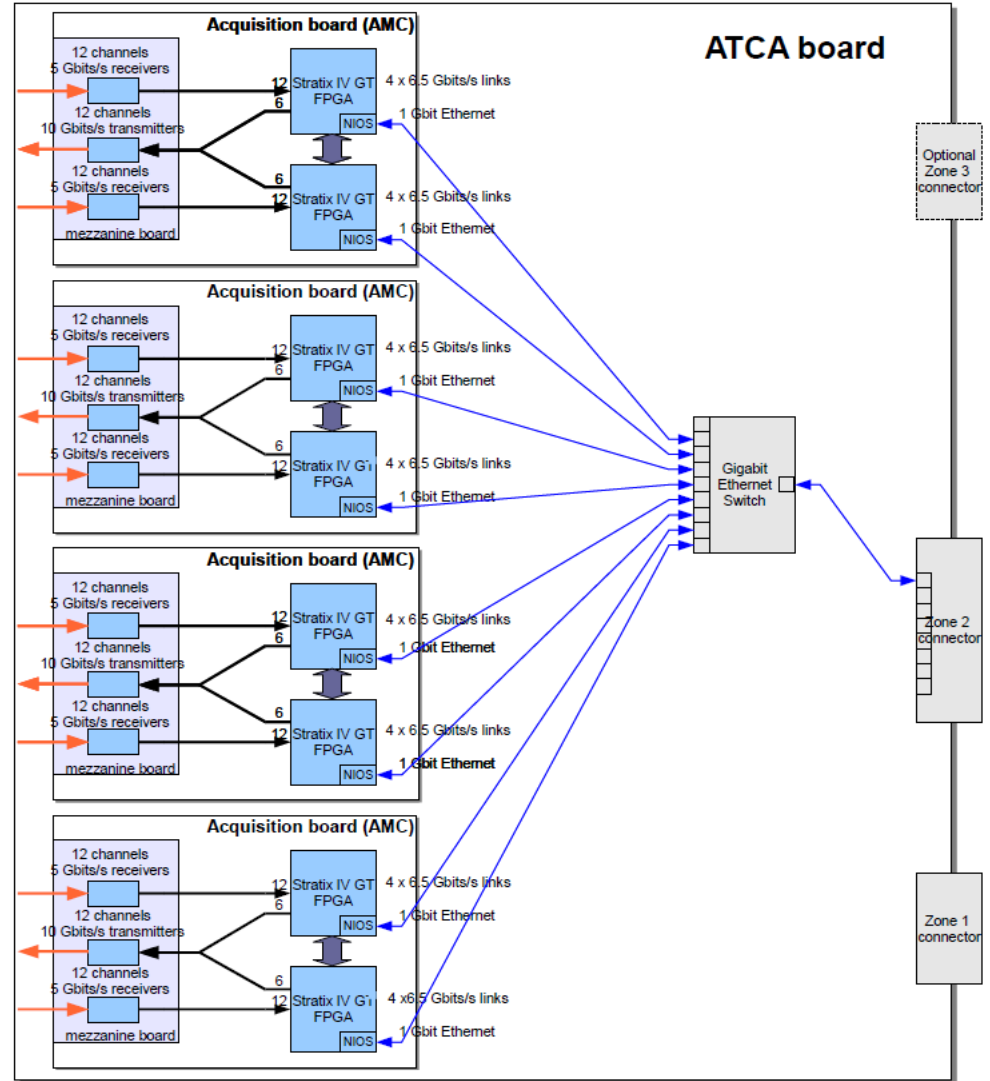 Acquisition board (AMC)
ATCA board
12 channels
5 Gbits/s receivers
12 channels
10 Gbits/s transmitters
12 channels
5 Gbits/s receivers
mezzanine board
12
6
Stratix IV GT
FPGA
NIOS
4 x 6.5 Gbits/s links
1 Gbit Ethernet
6
12
Stratix IV GT
FPGA
NIOS
4 x 6.5 Gbits/s links
1 Gbit Ethernet
Optional
Zone 3
connector
Acquisition board (AMC)
12 channels
5 Gbits/s receivers
12 channels
10 Gbits/s transmitters
12 channels
5 Gbits/s receivers
mezzanine board
12
6
Stratix IV GT
FPGA
NIOS
4 x 6.5 Gbits/s links
1 Gbit Ethernet
6
12
Stratix IV GT
FPGA
NIOS
4 x 6.5 Gbits/s links
1 Gbit Ethernet
Gigabit
Ethernet
Switch
Acquisition board (AMC)
12 channels
5 Gbits/s receivers
12 channels
10 Gbits/s transmitters
12 channels
5 Gbits/s receivers
mezzanine board
12
6
Stratix IV GT
FPGA
NIOS
4 x 6.5 Gbits/s links
1 Gbit Ethernet
6
12
Stratix IV GT
FPGA
NIOS
4 x 6.5 Gbits/s links
1 Gbit Ethernet
Zone 2
connector
Acquisition board (AMC)
12 channels
5 Gbits/s receivers
12 channels
10 Gbits/s transmitters
12 channels
5 Gbits/s receivers
mezzanine board
12
6
Stratix IV GT
FPGA
NIOS
4 x 6.5 Gbits/s links
1 Gbit Ethernet
6
12
Stratix IV GT
FPGA
NIOS
4 x6.5 Gbits/s links
1 Gbit Ethernet
Zone 1
connector